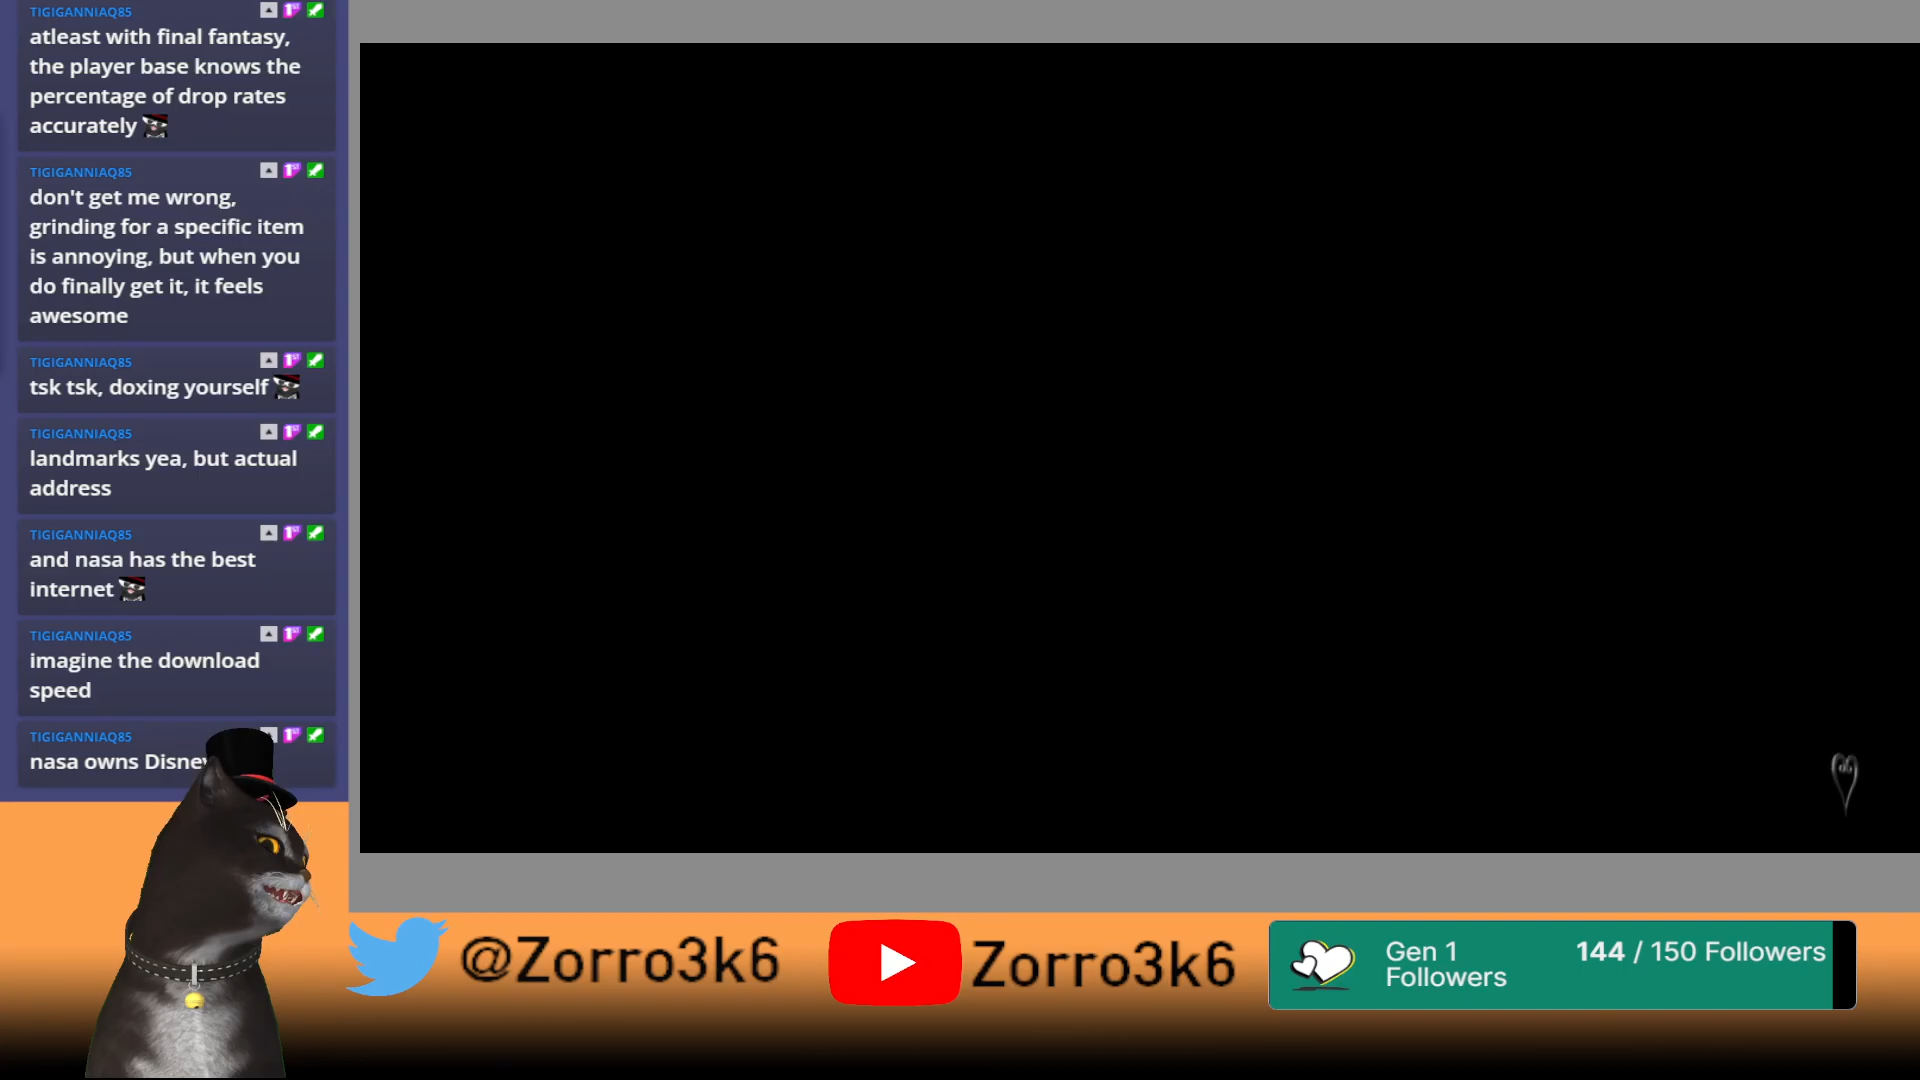 TIGIGANNIAQ85
atleast with final fantasy,
the player base knows the
percentage of drop rates
accurately
TIGIGANNIAQ85
don't get me wrong,
grinding for a specific item
is annoying, but when you
do finally get it, it feels
awesome
TIGIGANNIAQ85
tsk tsk, doxing yourself
TIGIGANNIAQ85
landmarks yea, but actual
address
TIGIGANNIAQ85
and nasa has the best
internet
TIGIGANNIAQ85
imagine the download
speed
TIGIGANNIAQ85
nasa owns Disney
@Zorro3k6
Zorro3k6
Gen 1
Followers
144 / 150 Followers